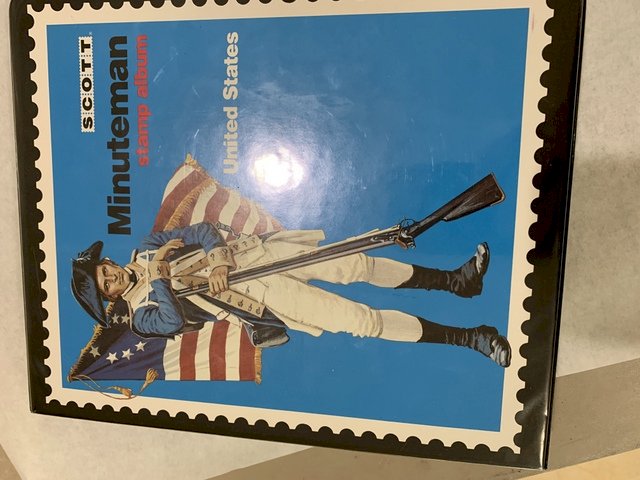 SCOTT
Minuteman
stamp album
United States